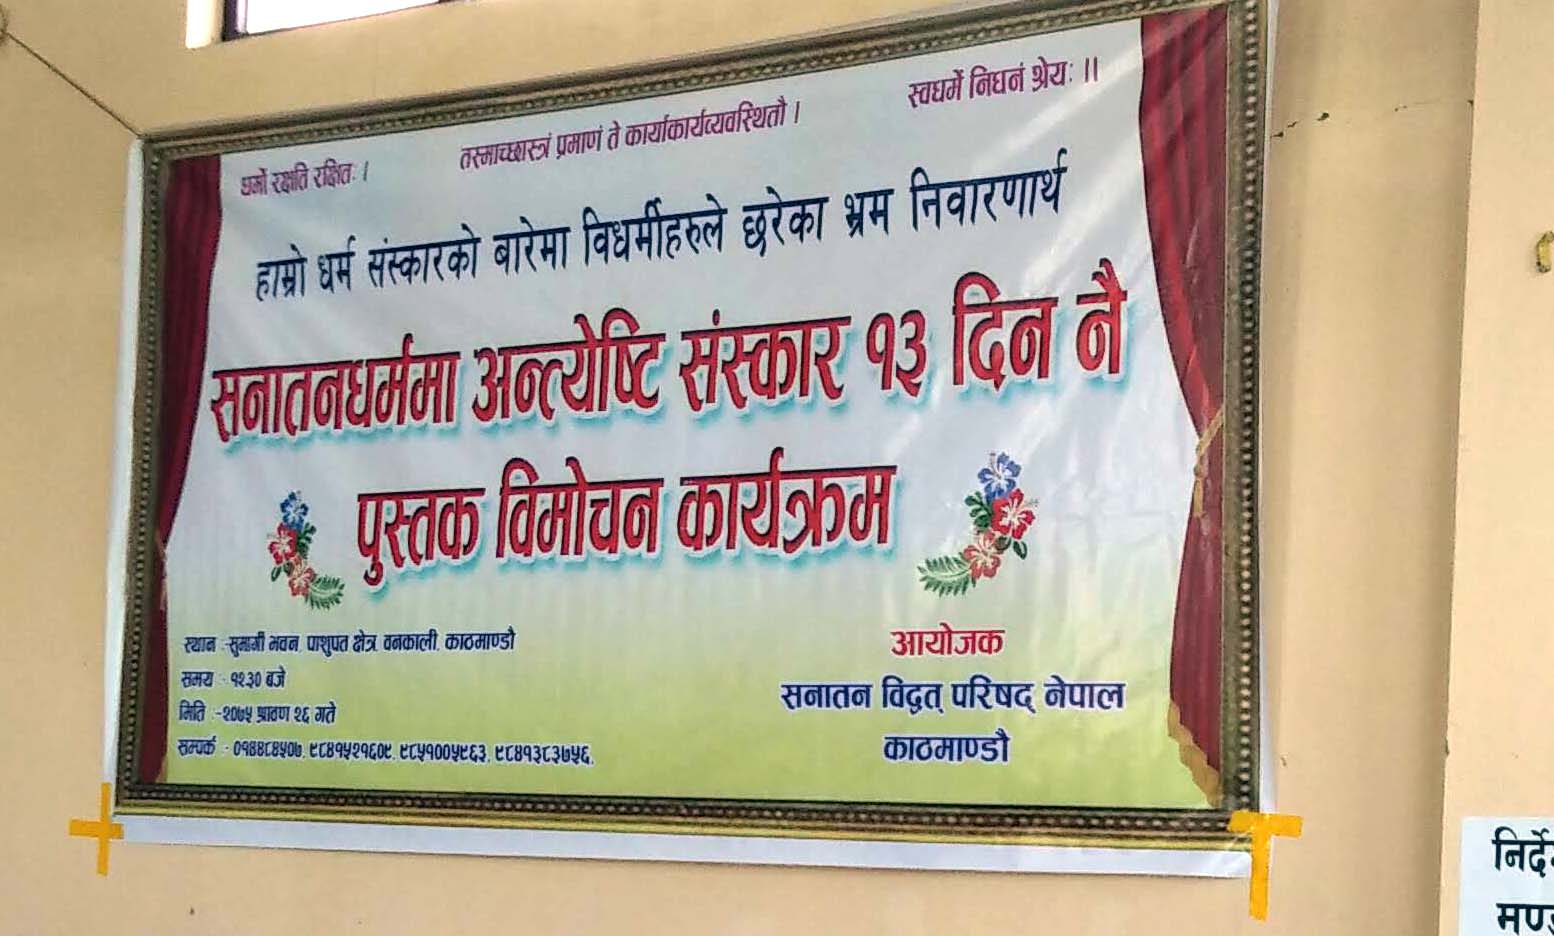 धर्मो रक्षति रक्षितः । तस्माच्छास्त्रं प्रमाणं ते कार्याकार्यव्यवस्थितौ । स्वधर्मे निधनं श्रेयः ।।
हाम्रो धर्म संस्कारको बारेमा विधर्मीहरुले छरेका भ्रम निवारणार्थ
सनातनधर्ममा अन्त्येष्टि संस्कार १३ दिन नै
पुस्तक विमोचन कार्यक्रम
स्थान :-सुमार्गी भवन, पाशुपत क्षेत्र, वनकाली, काठमाण्डौ
समय :- १२.३० बजे
मिति :-२०७५ श्रावण २६ गते
सम्पर्क :- ०१४४८४५०७, ९८४१५२१६०९, ९८५१००५९६३, ९८४१३८३७५६,
आयोजक
सनातन विद्वत् परिषद् नेपाल
काठमाण्डौ